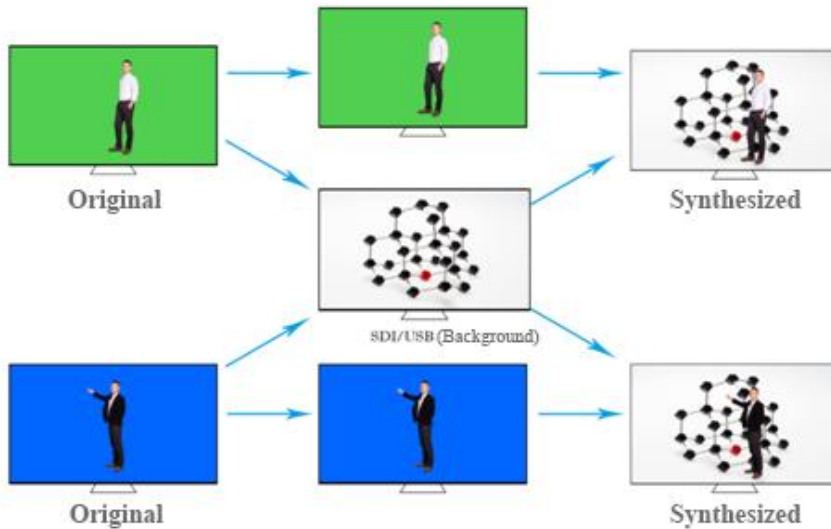 Original
Synthesized
SDI/USB (Background)
Original
Synthesized